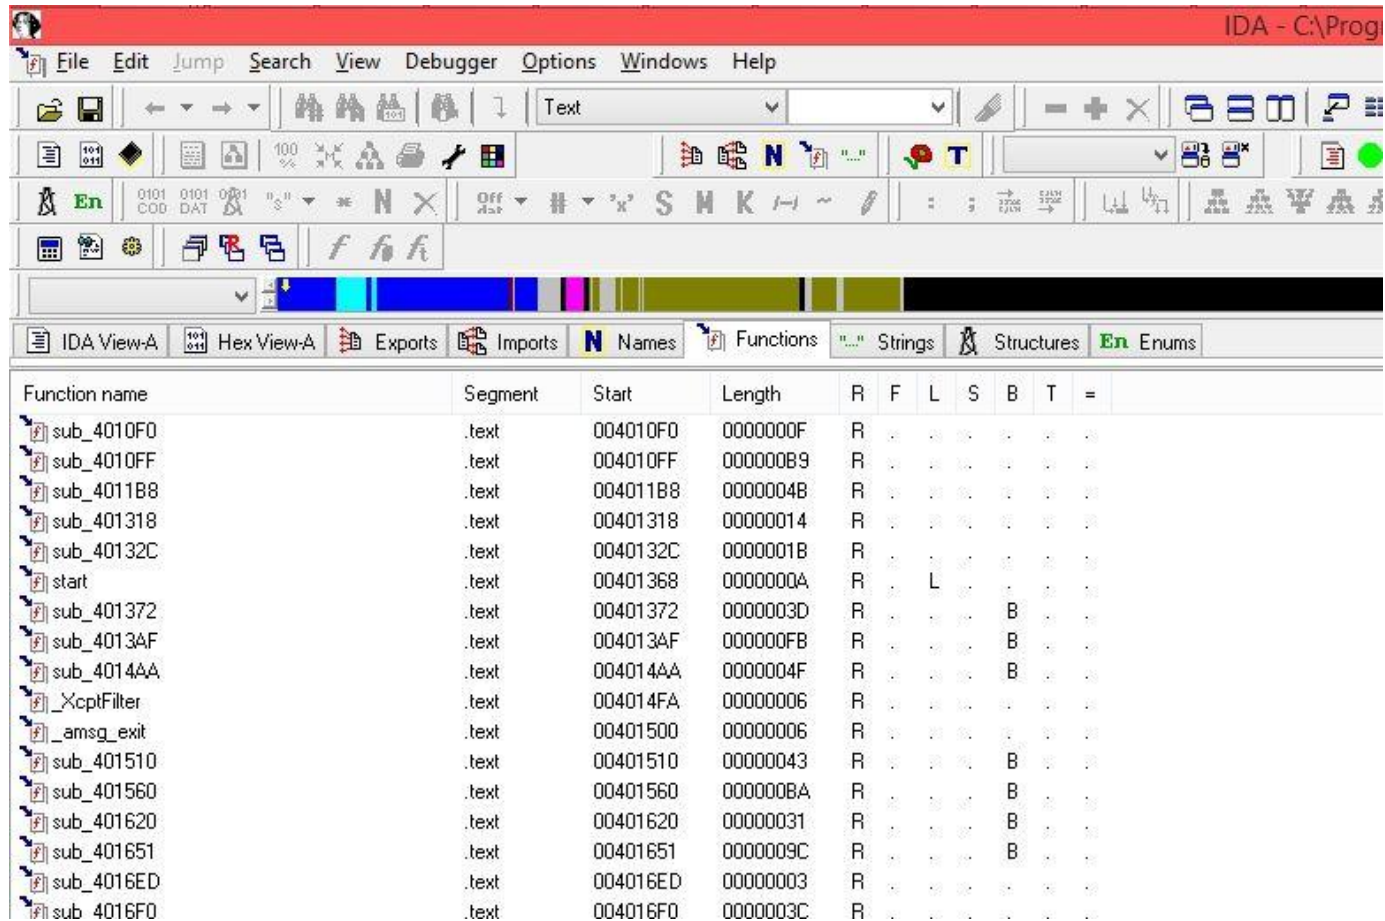 IDA - C:\Progr
File Edit Jump Search View Debugger Options Windows Help
Text
100 % N "..." T
En 0101 COD 0101 DAT "s" N Off # 'x' S M K ~ : ;
f
IDA View-A Hex View-A Exports Imports N Names Functions "..." Strings Structures En Enums
Function name Segment Start Length R F L S B T =
sub_4010F0 .text 004010F0 0000000F R . . . . . .
sub_4010FF .text 004010FF 000000B9 R . . . . . .
sub_4011B8 .text 004011B8 0000004B R . . . . . .
sub_401318 .text 00401318 00000014 R . . . . . .
sub_40132C .text 0040132C 0000001B R . . . . . .
start .text 00401368 0000000A R . L . . . .
sub_401372 .text 00401372 0000003D R . . . B . .
sub_4013AF .text 004013AF 000000FB R . . . B . .
sub_4014AA .text 004014AA 0000004F R . . . B . .
_XcptFilter .text 004014FA 00000006 R . . . . . .
_amsg_exit .text 00401500 00000006 R . . . . . .
sub_401510 .text 00401510 00000043 R . . . B . .
sub_401560 .text 00401560 000000BA R . . . B . .
sub_401620 .text 00401620 00000031 R . . . B . .
sub_401651 .text 00401651 0000009C R . . . B . .
sub_4016ED .text 004016ED 00000003 R . . . . . .
sub_4016F0 .text 004016F0 0000003C R . . . . . .